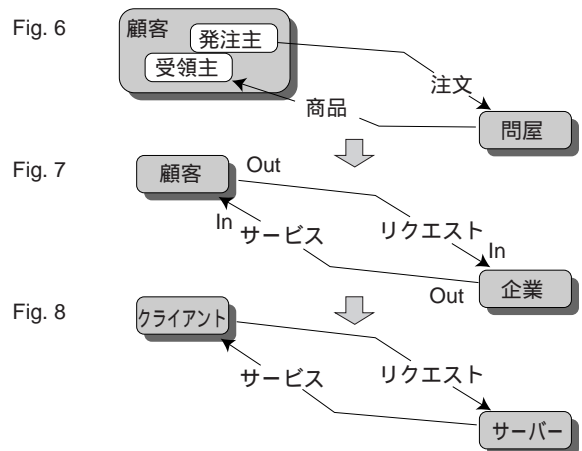 Fig. 6
顧客
発注主
受領主
注文
商品
問屋
Fig. 7
顧客
Out
In
サービス
リクエスト
In
Out
企業
Fig. 8
クライアント
サービス
リクエスト
サーバー